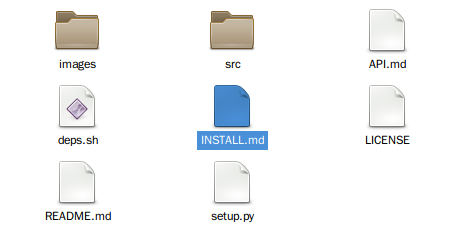 images
src
API.md
deps.sh
INSTALL.md
LICENSE
README.md
setup.py